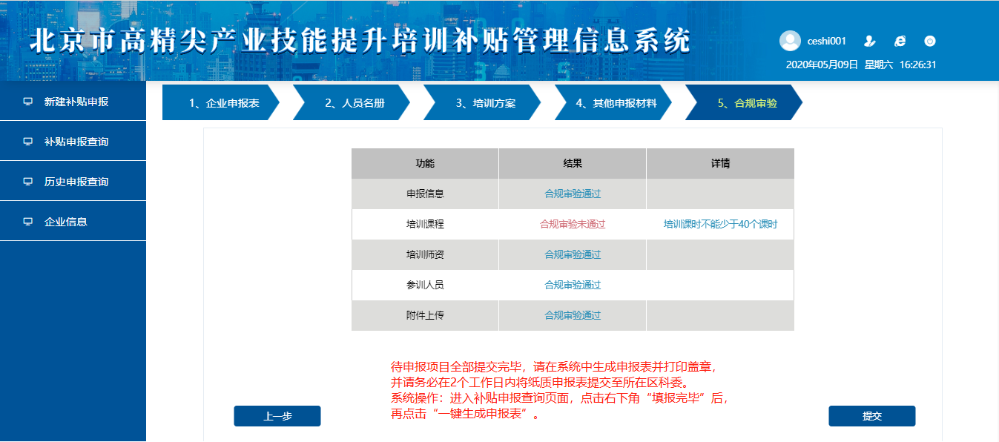 北京市高精尖产业技能提升培训补贴管理信息系统
ceshi001
2020年05月09日 星期六 16:26:31
新建补贴申报
补贴申报查询
历史申报查询
企业信息
1、企业申报表 2、人员名册 3、培训方案 4、其他申报材料 5、合规审验
功能 结果 详情
申报信息 合规审验通过
培训课程 合规审验未通过 培训课时不能少于40个课时
培训师资 合规审验通过
参训人员 合规审验通过
附件上传 合规审验通过
待申报项目全部提交完毕，请在系统中生成申报表并打印盖章，
并请务必在2个工作日内将纸质申报表提交至所在区科委。
系统操作：进入补贴申报查询页面，点击右下角“填报完毕”后，
再点击“一键生成申报表”。
上一步 提交